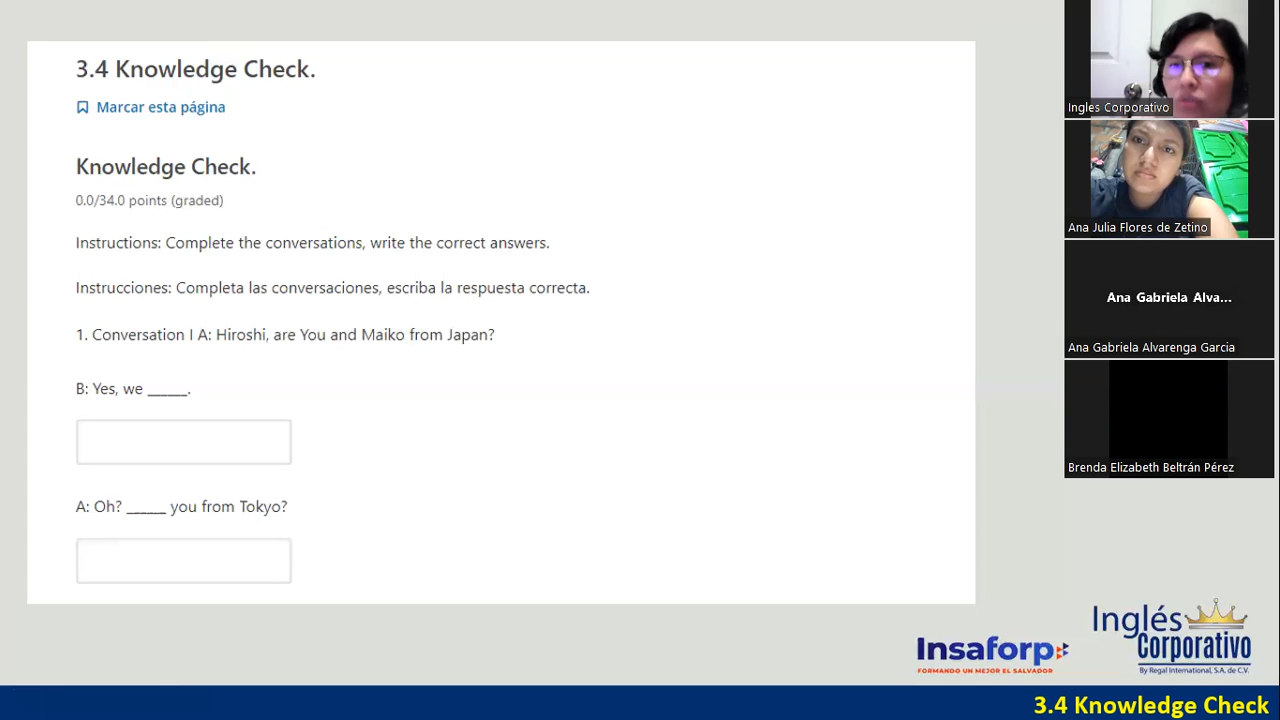 3.4 Knowledge Check.
Marcar esta página
Knowledge Check.
0.0/34.0 points (graded)
Instructions: Complete the conversations, write the correct answers.
Instrucciones: Completa las conversaciones, escriba la respuesta correcta.
1. Conversation I A: Hiroshi, are You and Maiko from Japan?
B: Yes, we ______.
A: Oh? ______ you from Tokyo?
Ingles Corporativo
Ana Julia Flores de Zetino
Ana Gabriela Alva...
Ana Gabriela Alvarenga Garcia
Brenda Elizabeth Beltrán Pérez
Insaforp
FORMANDO UN MEJOR EL SALVADOR
Inglés
Corporativo
By Regal International, S.A. de C.V.
3.4 Knowledge Check